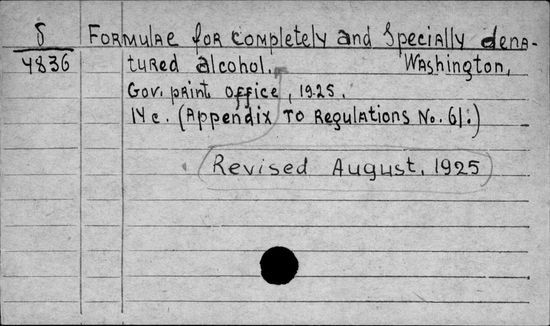 δ Formulae for completely and specially dena-
4836 tured alcohol. Washington,
Gov. print. office, 1925.
IV c. (Appendix to Regulations No. 61.)
Revised August, 1925